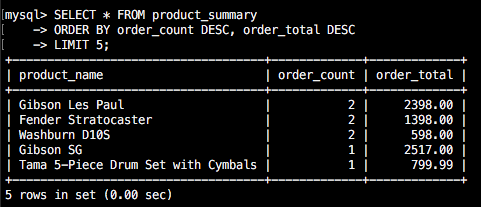 mysql> SELECT * FROM product_summary
    -> ORDER BY order_count DESC, order_total DESC
    -> LIMIT 5;
+-----------------------------------+-------------+-------------+
| product_name                      | order_count | order_total |
+-----------------------------------+-------------+-------------+
| Gibson Les Paul                   |           2 |     2398.00 |
| Fender Stratocaster               |           2 |     1398.00 |
| Washburn D10S                     |           2 |      598.00 |
| Gibson SG                         |           1 |     2517.00 |
| Tama 5-Piece Drum Set with Cymbals |           1 |      799.99 |
+-----------------------------------+-------------+-------------+
5 rows in set (0.00 sec)